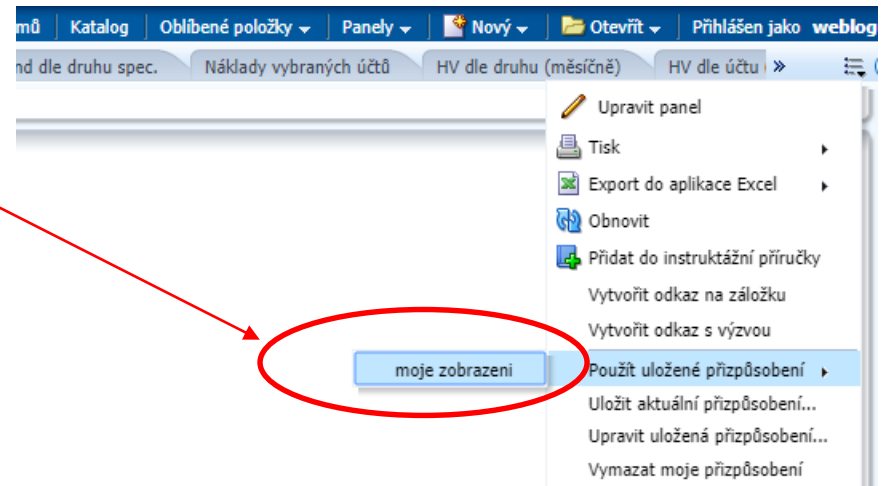 mů Katalog Oblíbené položky Panely Nový Otevřít Přihlášen jako weblog
nd dle druhu spec. Náklady vybraných účtů HV dle druhu (měsíčně) HV dle účtu »
Upravit panel
Tisk
Export do aplikace Excel
Obnovit
Přidat do instruktážní příručky
Vytvořit odkaz na záložku
Vytvořit odkaz s výzvou
moje zobrazeni Použít uložené přizpůsobení
Uložit aktuální přizpůsobení...
Upravit uložená přizpůsobení...
Vymazat moje přizpůsobení